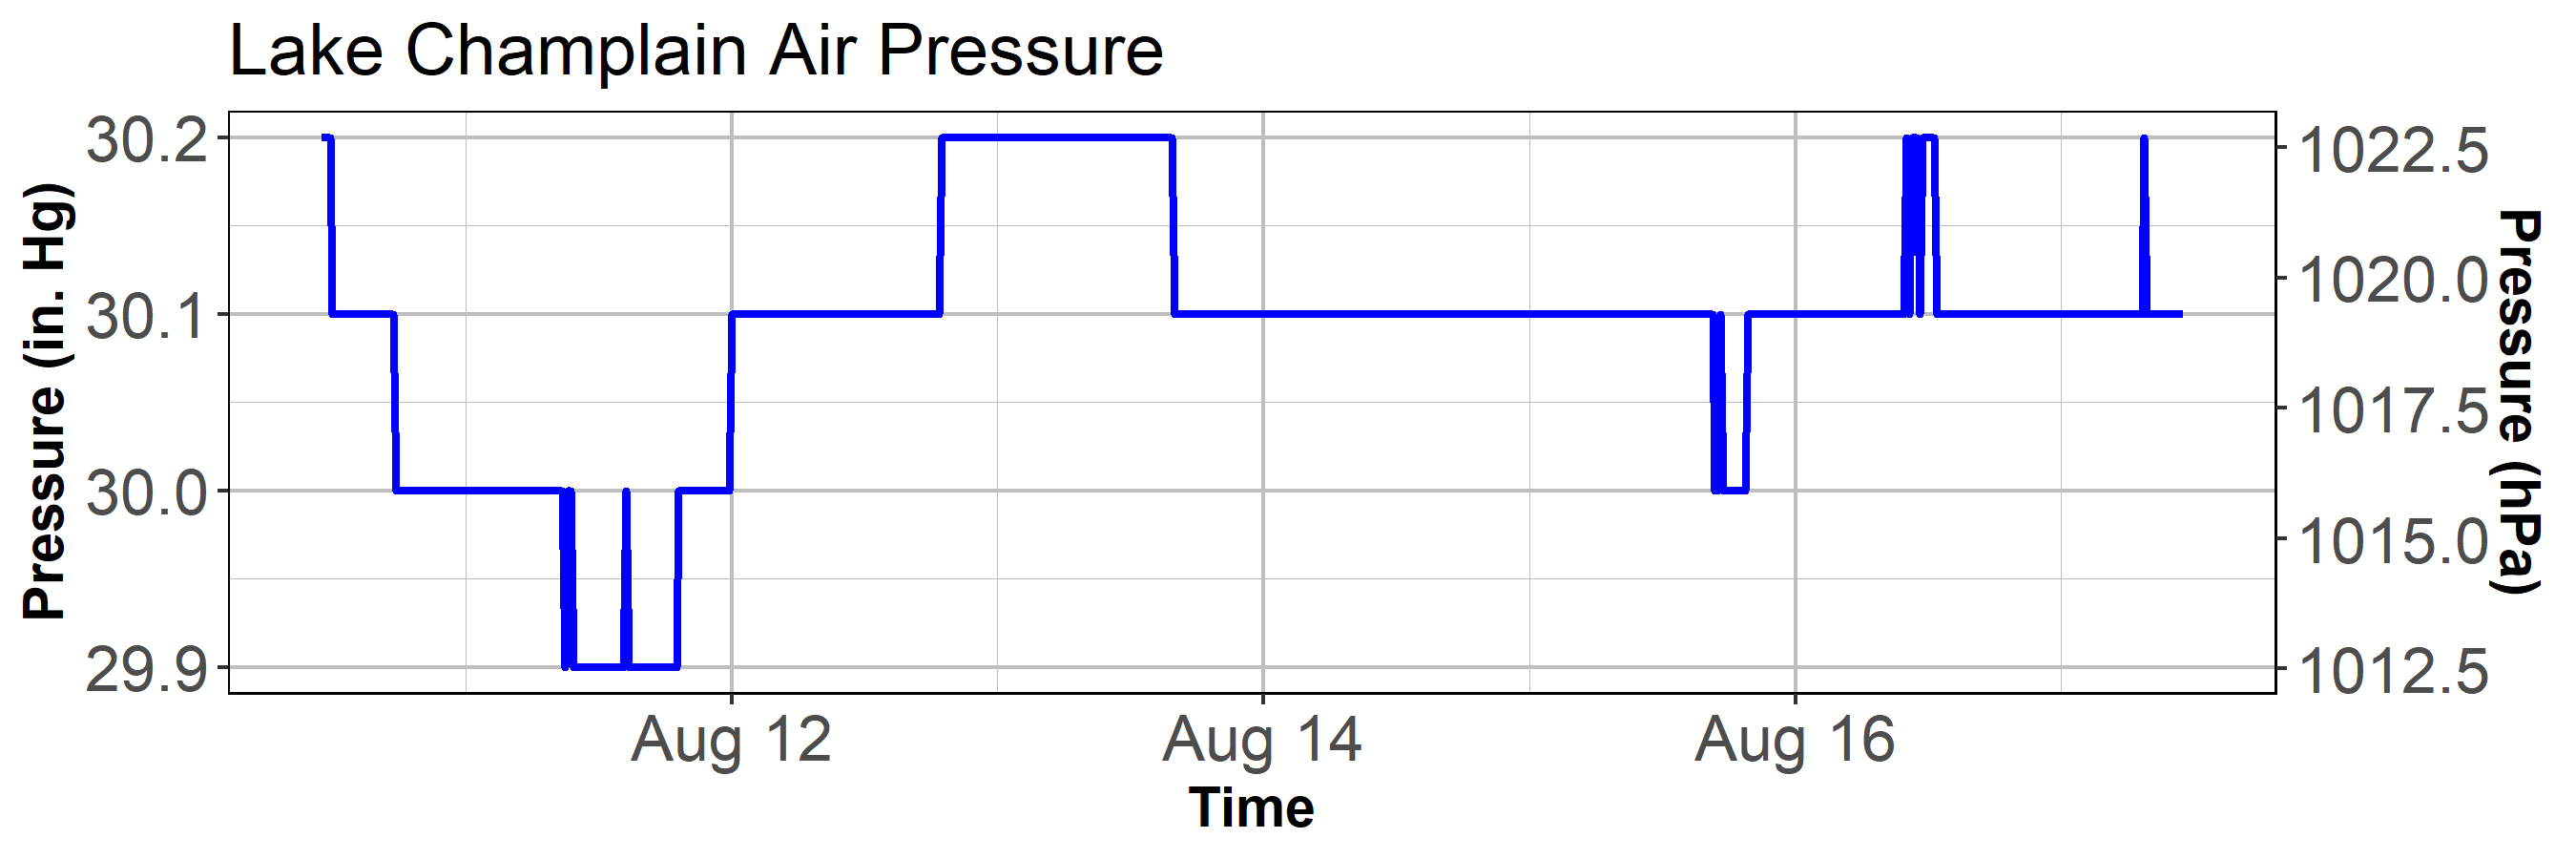 Lake Champlain Air Pressure
30.2
30.1
30.0
29.9
Pressure (in. Hg)
1022.5
1020.0
1017.5
1015.0
1012.5
Pressure (hPa)
Aug 12
Aug 14
Aug 16
Time